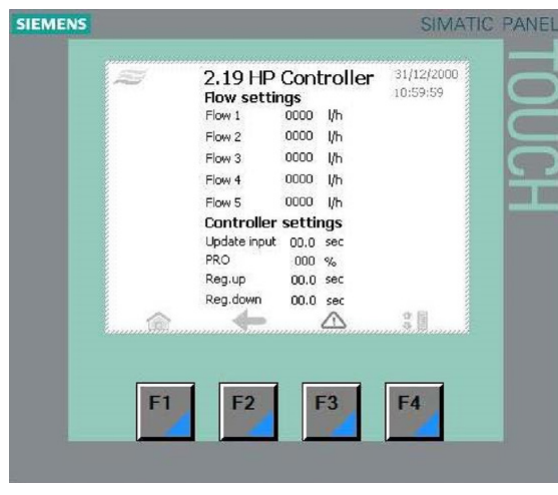 SIEMENS
SIMATIC PANEL
TOUCH
2.19 HP Controller
31/12/2000
10:59:59
Flow settings
Flow 1 0000 l/h
Flow 2 0000 l/h
Flow 3 0000 l/h
Flow 4 0000 l/h
Flow 5 0000 l/h
Controller settings
Update input 00.0 sec
PRO 000 %
Reg.up 00.0 sec
Reg.down 00.0 sec
F1 F2 F3 F4